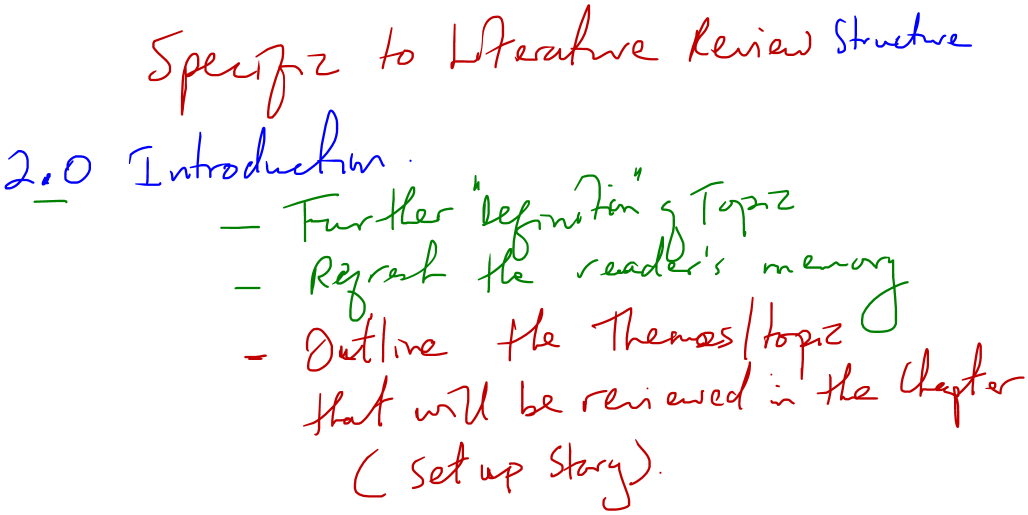 Specific to Literature Review Structure
2.0 Introduction.
- Further "Definition" of Topic
- Refresh the reader's memory
- Outline the Themes/topic
that will be reviewed in the Chapter
(set up story).